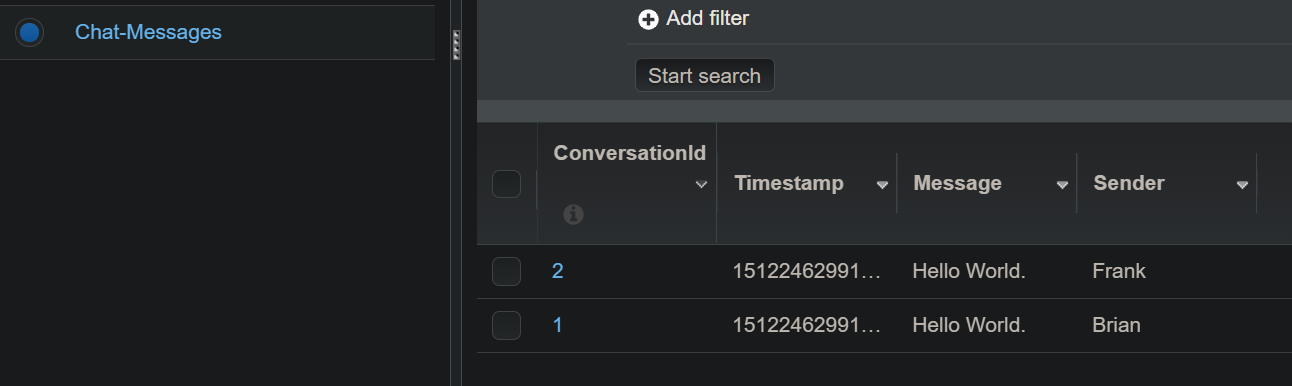 Chat-Messages
Add filter
Start search
ConversationId Timestamp Message Sender
2 15122462991… Hello World. Frank
1 15122462991… Hello World. Brian